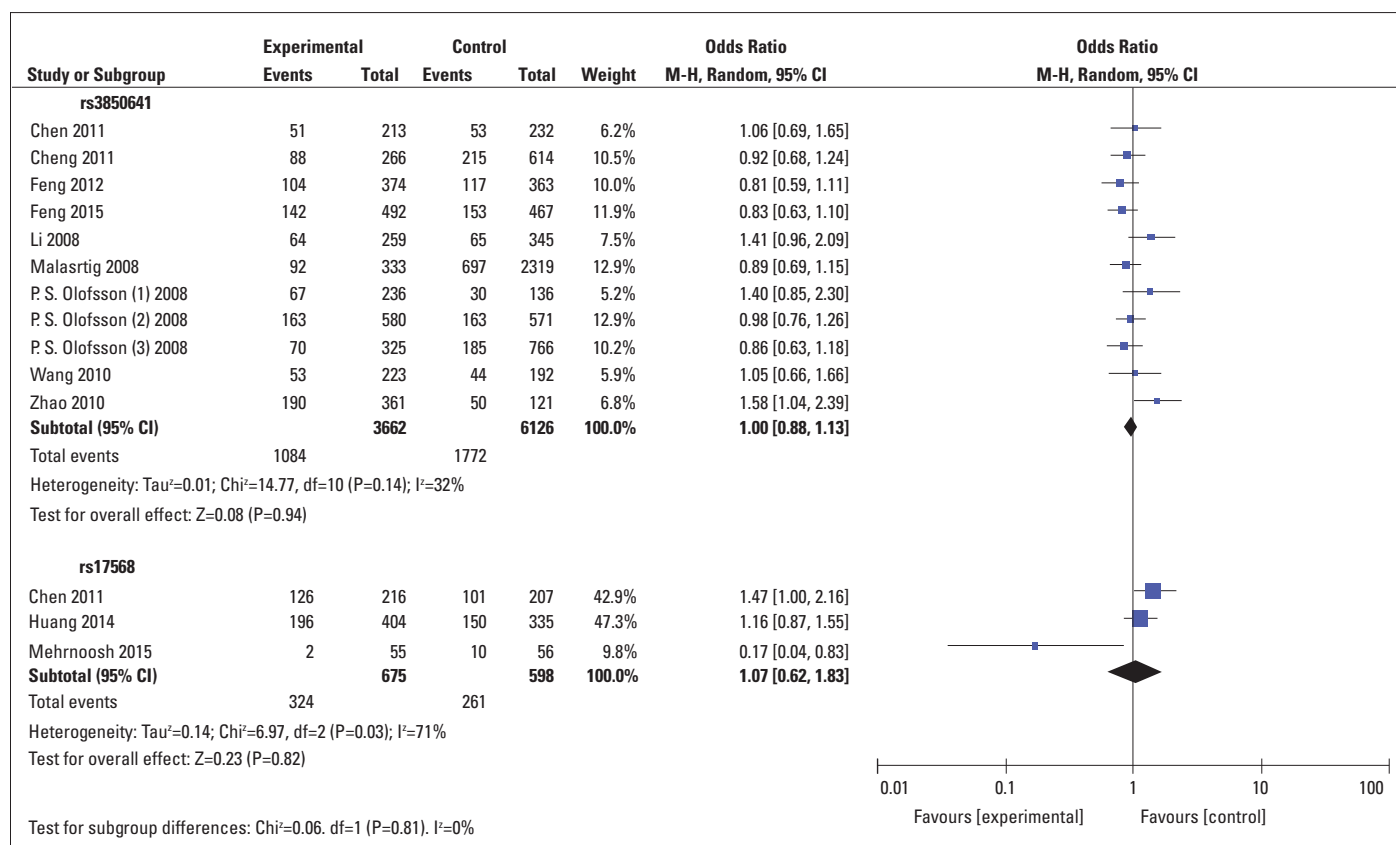 Experimental Control Odds Ratio Odds Ratio
Study or Subgroup Events Total Events Total Weight M-H, Random, 95% CI M-H, Random, 95% CI
rs3850641
Chen 2011 51 213 53 232 6.2% 1.06 [0.69, 1.65]
Cheng 2011 88 266 215 614 10.5% 0.92 [0.68, 1.24]
Feng 2012 104 374 117 363 10.0% 0.81 [0.59, 1.11]
Feng 2015 142 492 153 467 11.9% 0.83 [0.63, 1.10]
Li 2008 64 259 65 345 7.5% 1.41 [0.96, 2.09]
Malasrtig 2008 92 333 697 2319 12.9% 0.89 [0.69, 1.15]
P. S. Olofsson (1) 2008 67 236 30 136 5.2% 1.40 [0.85, 2.30]
P. S. Olofsson (2) 2008 163 580 163 571 12.9% 0.98 [0.76, 1.26]
P. S. Olofsson (3) 2008 70 325 185 766 10.2% 0.86 [0.63, 1.18]
Wang 2010 53 223 44 192 5.9% 1.05 [0.66, 1.66]
Zhao 2010 190 361 50 121 6.8% 1.58 [1.04, 2.39]
Subtotal (95% CI) 3662 6126 100.0% 1.00 [0.88, 1.13]
Total events 1084 1772
Heterogeneity: Tauᶻ=0.01; Chiᶻ=14.77, df=10 (P=0.14); Iᶻ=32%
Test for overall effect: Z=0.08 (P=0.94)
rs17568
Chen 2011 126 216 101 207 42.9% 1.47 [1.00, 2.16]
Huang 2014 196 404 150 335 47.3% 1.16 [0.87, 1.55]
Mehrnoosh 2015 2 55 10 56 9.8% 0.17 [0.04, 0.83]
Subtotal (95% CI) 675 598 100.0% 1.07 [0.62, 1.83]
Total events 324 261
Heterogeneity: Tauᶻ=0.14; Chiᶻ=6.97, df=2 (P=0.03); Iᶻ=71%
Test for overall effect: Z=0.23 (P=0.82)
0.01 0.1 1 10 100
Favours [experimental] Favours [control]
Test for subgroup differences: Chiᶻ=0.06. df=1 (P=0.81). Iᶻ=0%